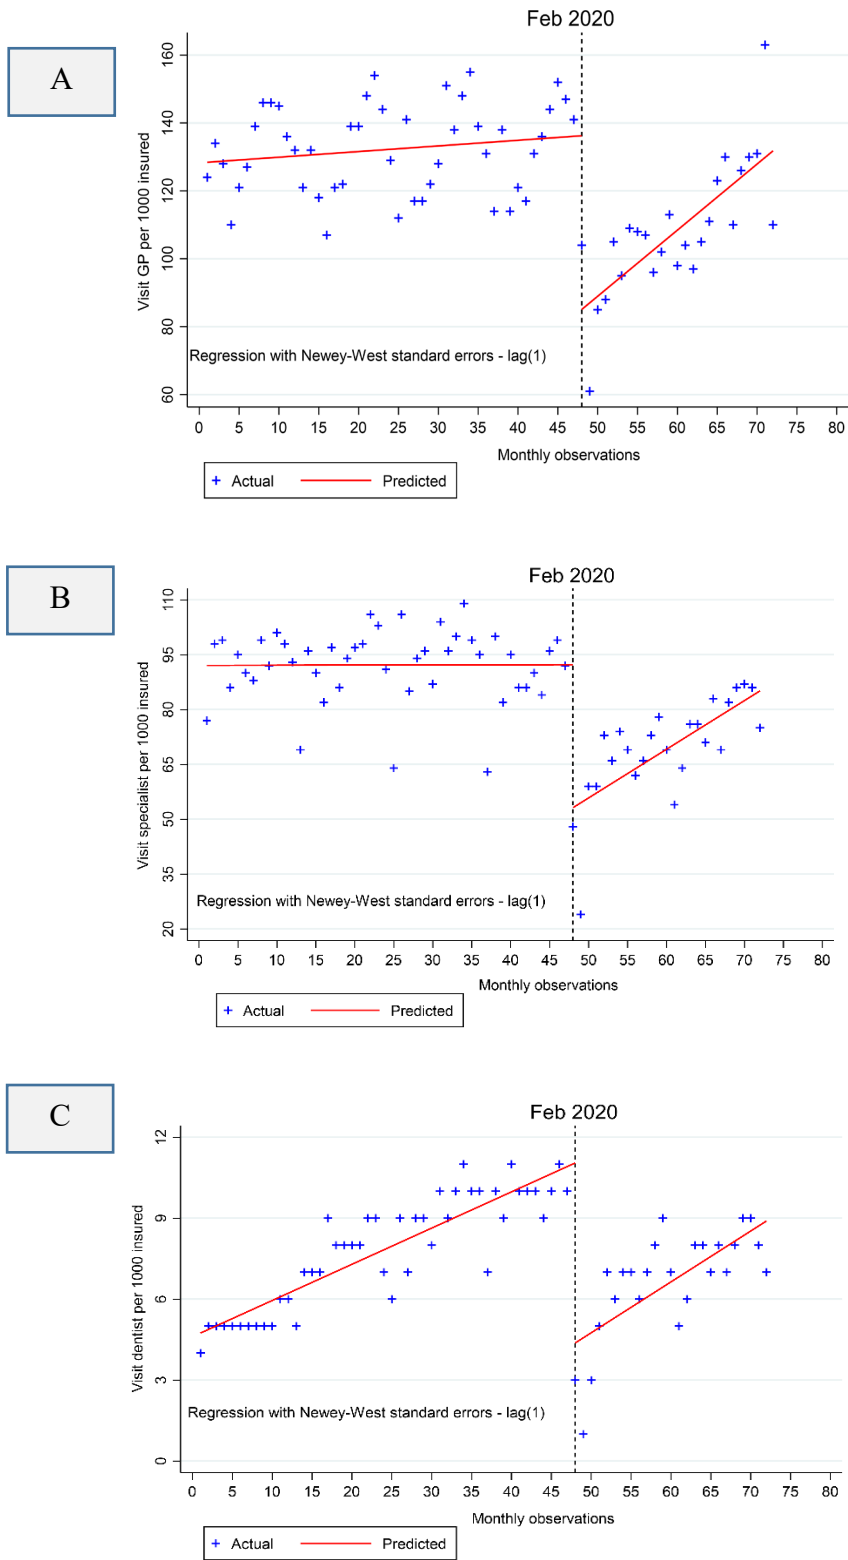 A
Feb 2020
Visit GP per 1000 insured
160
140
120
100
80
60
Regression with Newey-West standard errors - lag(1)
0 5 10 15 20 25 30 35 40 45 50 55 60 65 70 75 80
Monthly observations
+ Actual Predicted
B
Feb 2020
Visit specialist per 1000 insured
110
95
80
65
50
35
20
Regression with Newey-West standard errors - lag(1)
0 5 10 15 20 25 30 35 40 45 50 55 60 65 70 75 80
Monthly observations
+ Actual Predicted
C
Feb 2020
Visit dentist per 1000 insured
12
9
6
3
0
Regression with Newey-West standard errors - lag(1)
0 5 10 15 20 25 30 35 40 45 50 55 60 65 70 75 80
Monthly observations
+ Actual Predicted